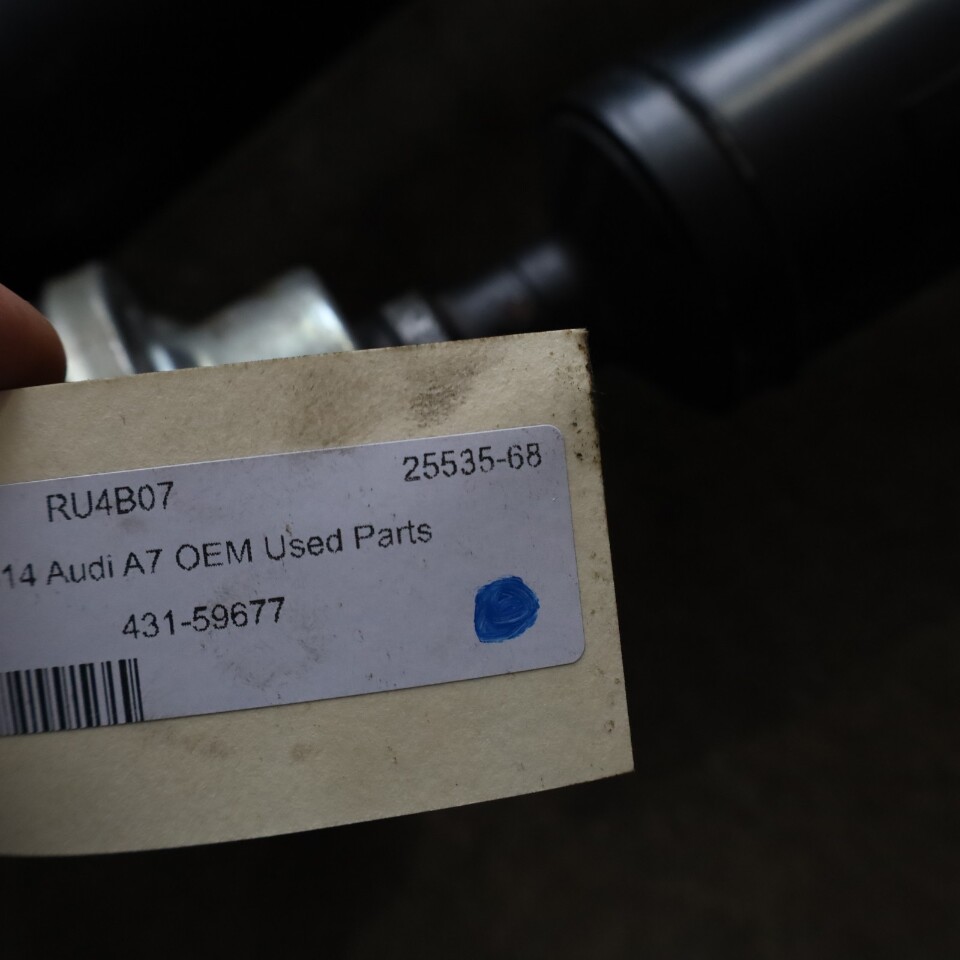 RU4B07 25535-68
14 Audi A7 OEM Used Parts
431-59677